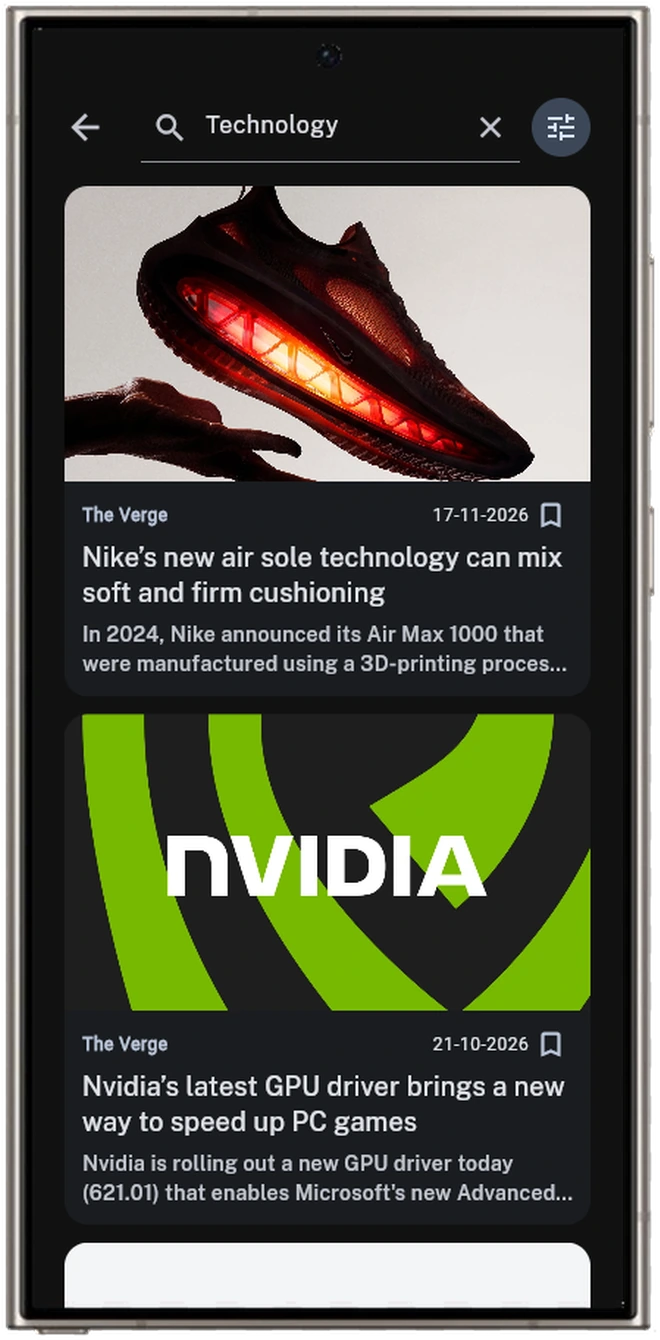 Technology
The Verge
17-11-2026
Nike’s new air sole technology can mix
soft and firm cushioning
In 2024, Nike announced its Air Max 1000 that
were manufactured using a 3D-printing proces...
NVIDIA
The Verge
21-10-2026
Nvidia’s latest GPU driver brings a new
way to speed up PC games
Nvidia is rolling out a new GPU driver today
(621.01) that enables Microsoft's new Advanced...